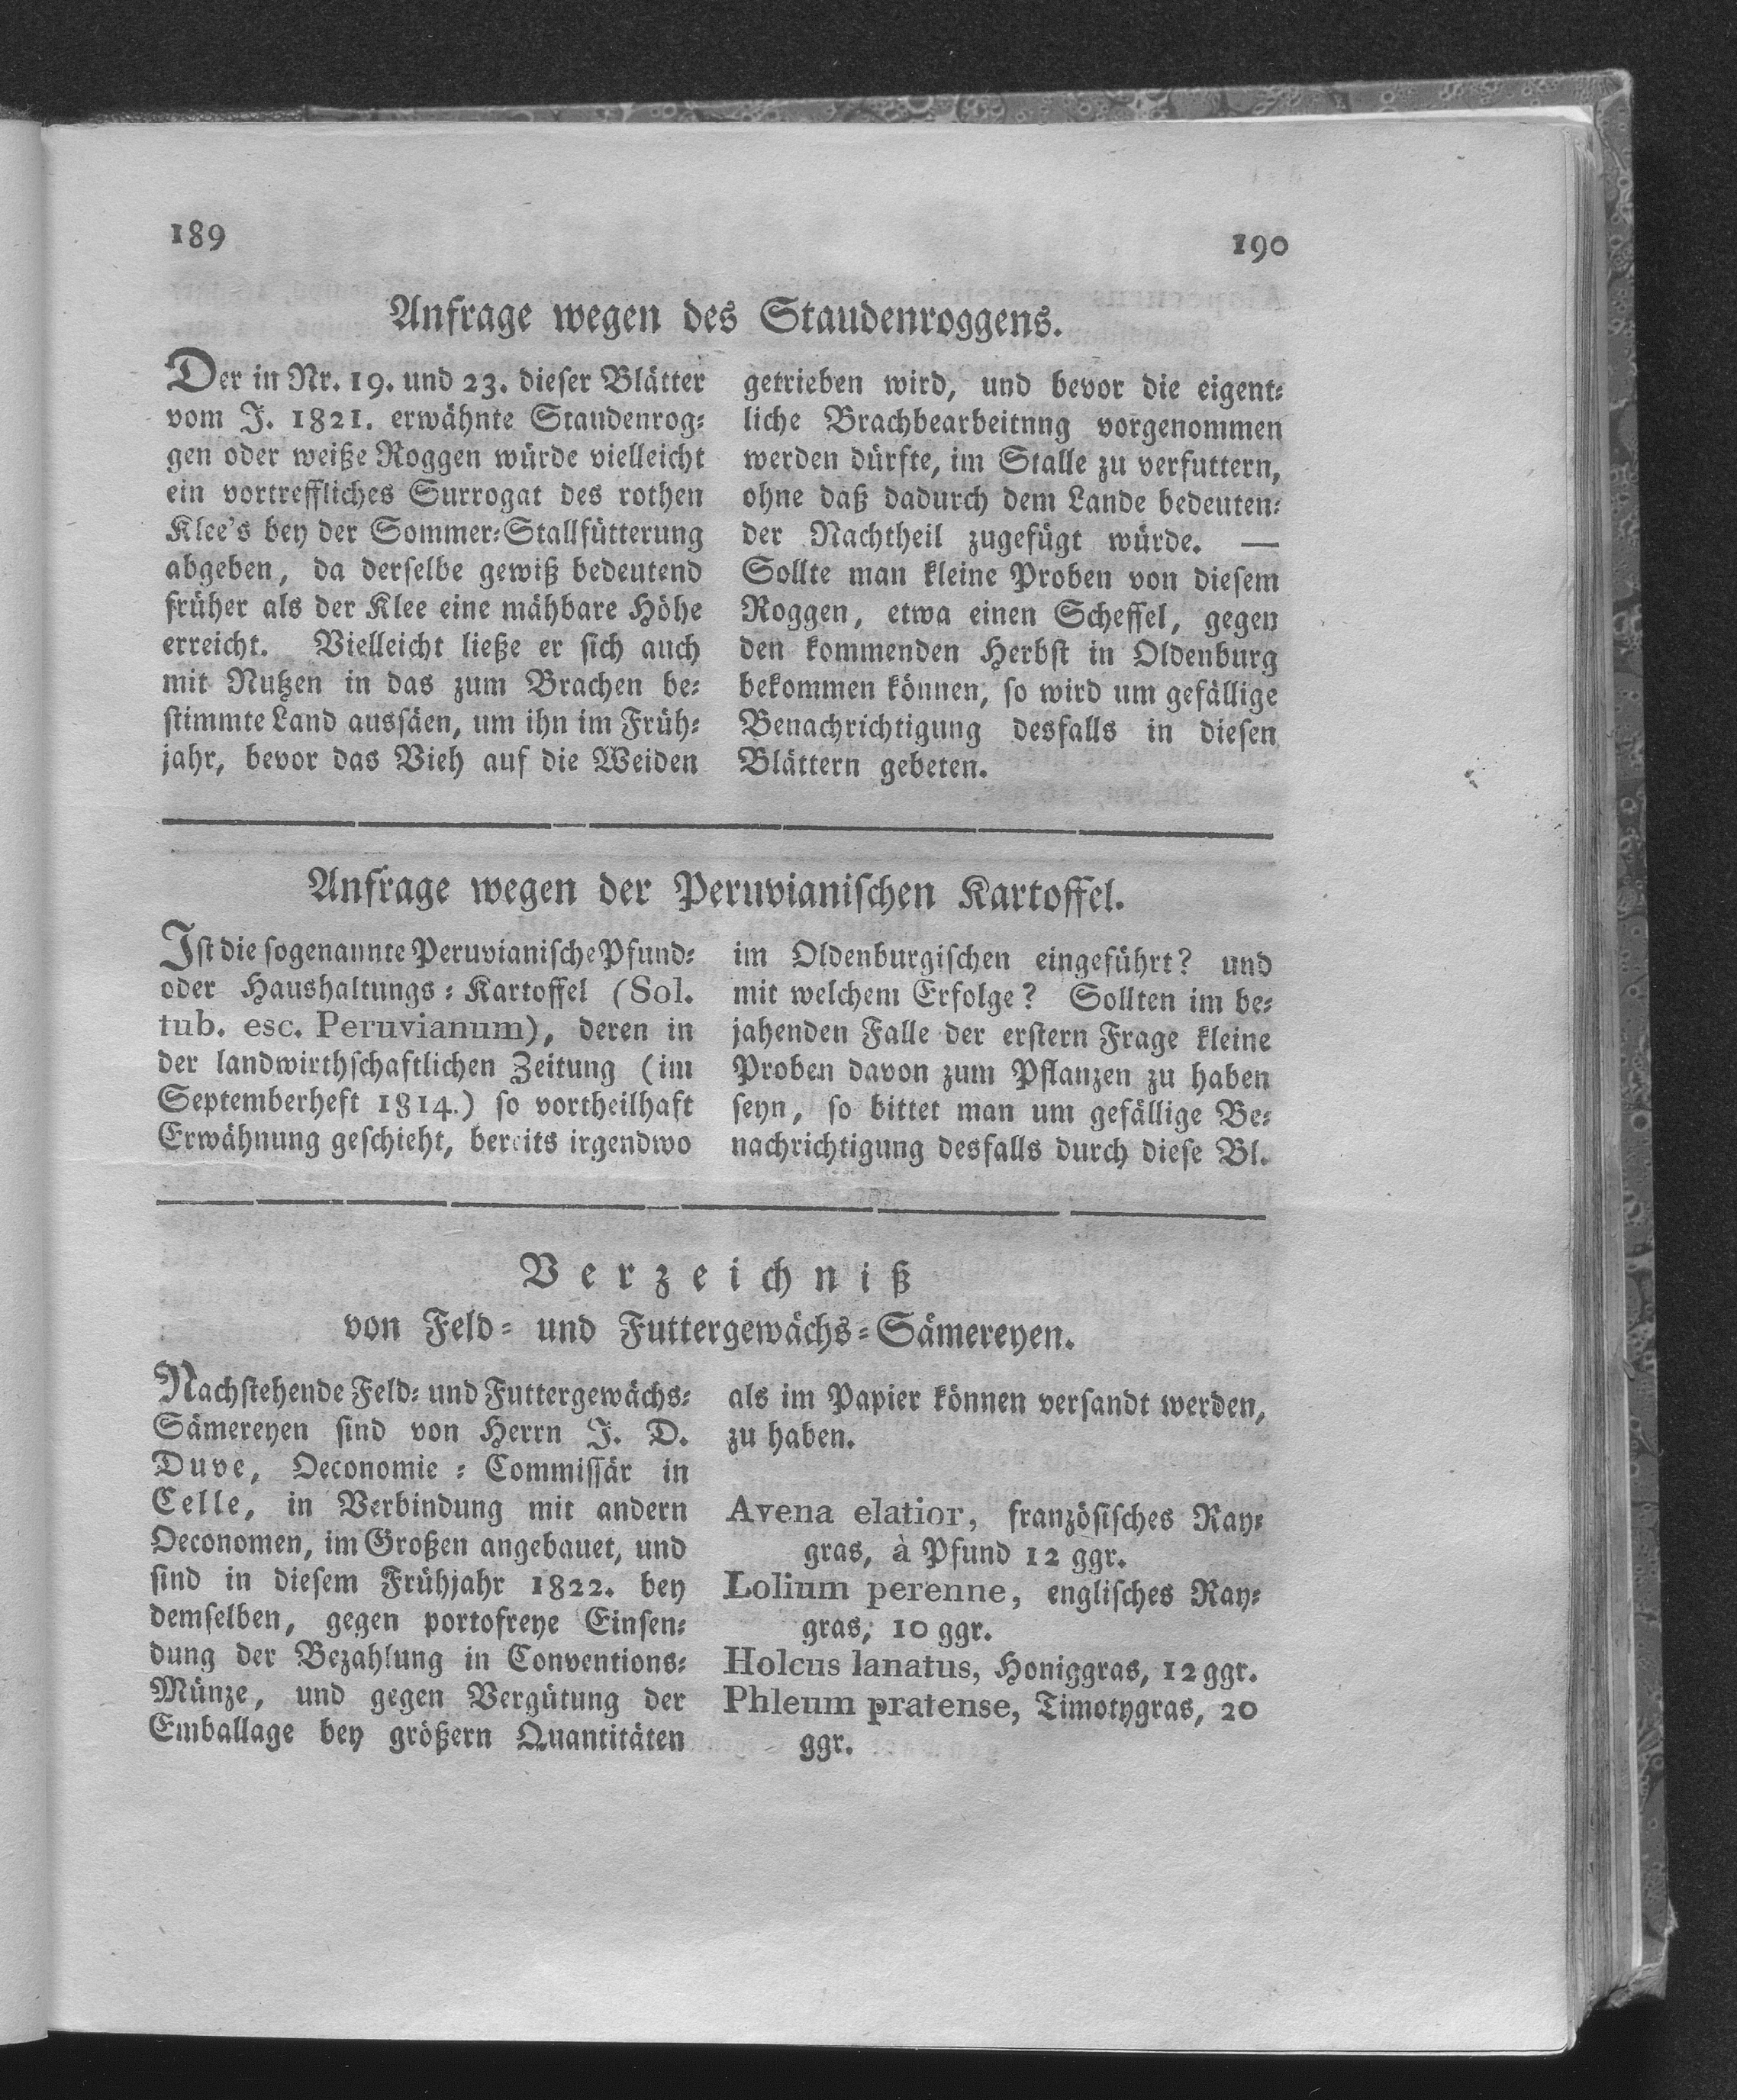 189
190
Anfrage wegen des Staudenroggens.
Der in Nr. 19. und 23. dieser Blätter
vom J. 1821. erwähnte Staudenrog-
gen oder weiße Roggen würde vielleicht
ein vortreffliches Surrogat des rothen
Klee's bey der Sommer-Stallfütterung
abgeben, da derselbe gewiß bedeutend
früher als der Klee eine mähbare Höhe
erreicht. Vielleicht ließe er sich auch
mit Nutzen in das zum Brachen be-
stimmte Land aussäen, um ihn im Früh-
jahr, bevor das Vieh auf die Weiden
getrieben wird, und bevor die eigent-
liche Brachbearbeitnng vorgenommen
werden dürfte, im Stalle zu verfuttern,
ohne daß dadurch dem Lande bedeuten-
der Nachtheil zugefügt würde. —
Sollte man kleine Proben von diesem
Roggen, etwa einen Scheffel, gegen
den kommenden Herbst in Oldenburg
bekommen können, so wird um gefällige
Benachrichtigung desfalls in diesen
Blättern gebeten.
Anfrage wegen der Peruvianischen Kartoffel.
Ist die sogenannte Peruvianische Pfund-
oder Haushaltungs-Kartoffel (Sol.
tub. esc. Peruvianum), deren in
der landwirthschaftlichen Zeitung (im
Septemberheft 1814.) so vortheilhaft
Erwähnung geschieht, bereits irgendwo
im Oldenburgischen eingeführt? und
mit welchem Erfolge? Sollten im be-
jahenden Falle der erstern Frage kleine
Proben davon zum Pflanzen zu haben
seyn, so bittet man um gefällige Be-
nachrichtigung desfalls durch diese Bl.
Verzeichniß
von Feld- und Futtergewächs-Sämereyen.
Nachstehende Feld- und Futtergewächs-
Sämereyen sind von Herrn J. D.
Duve, Oeconomie-Commissär in
Celle, in Verbindung mit andern
Oeconomen, im Großen angebauet, und
sind in diesem Frühjahr 1822. bey
demselben, gegen portofreye Einsen-
dung der Bezahlung in Conventions-
Münze, und gegen Vergütung der
Emballage bey größern Quantitäten
als im Papier können versandt werden,
zu haben.
Avena elatior, französisches Ray-
gras, à Pfund 12 ggr.
Lolium perenne, englisches Ray-
gras, 10 ggr.
Holcus lanatus, Honiggras, 12 ggr.
Phleum pratense, Timotygras, 20
ggr.